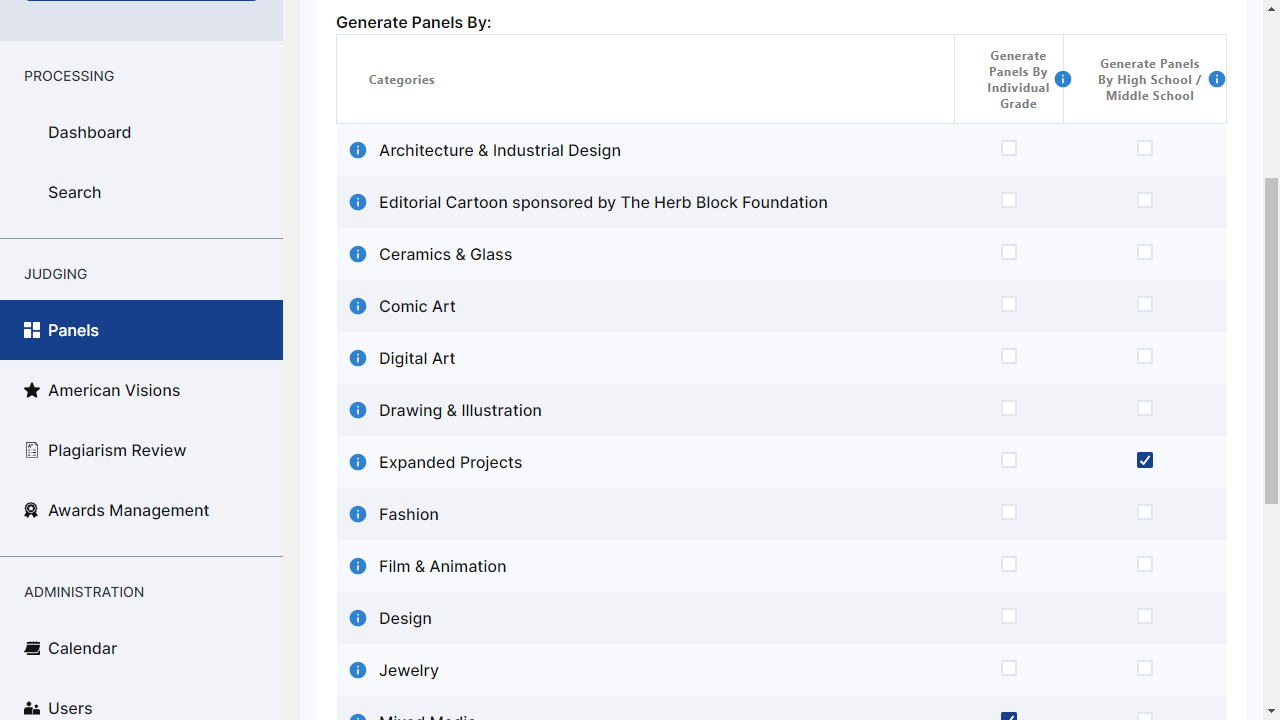 Generate Panels By:
PROCESSING
Dashboard
Search
JUDGING
Panels
American Visions
Plagiarism Review
Awards Management
ADMINISTRATION
Calendar
Users
Categories
Generate
Panels By
Individual
Grade
Generate Panels
By High School /
Middle School
Architecture & Industrial Design
Editorial Cartoon sponsored by The Herb Block Foundation
Ceramics & Glass
Comic Art
Digital Art
Drawing & Illustration
Expanded Projects
Fashion
Film & Animation
Design
Jewelry
Mixed Media